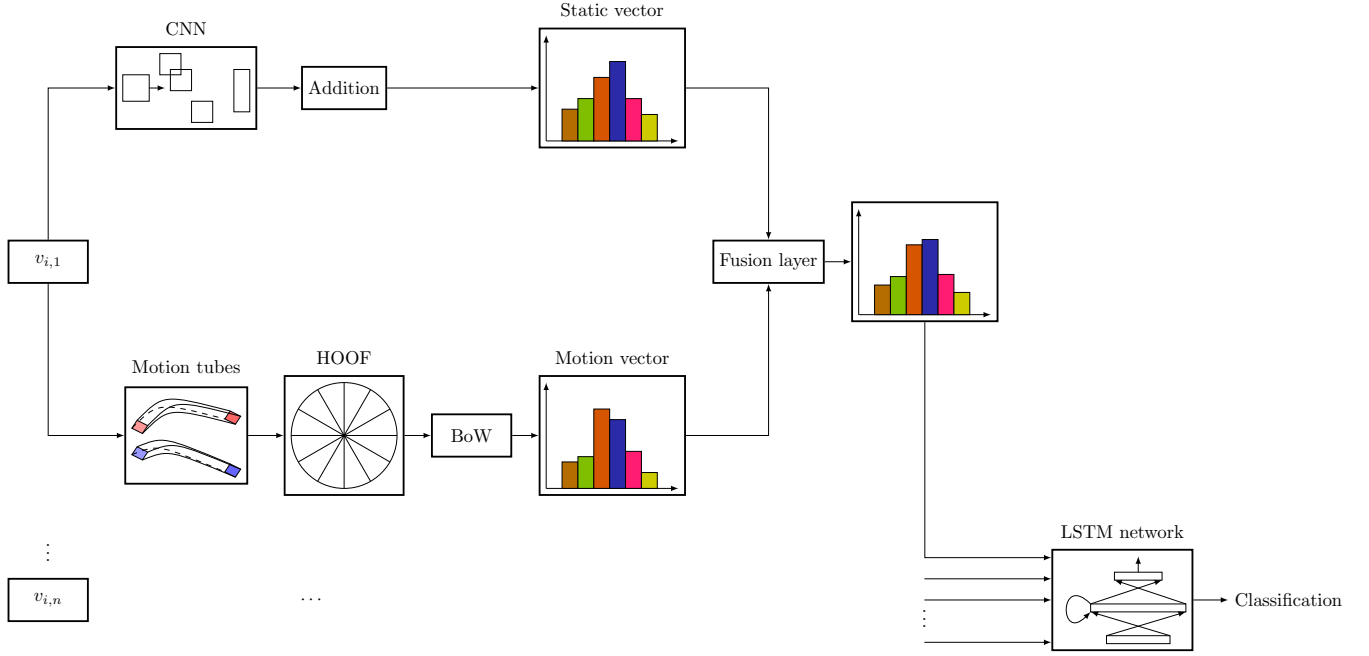 Static vector
CNN
Addition
v_{i,1}
Fusion layer
Motion tubes
HOOF
Motion vector
BoW
⋮
LSTM network
v_{i,n}
...
⋮
Classification